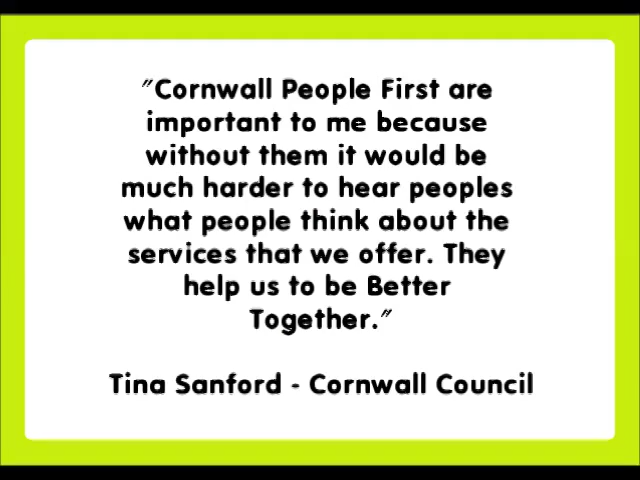 "Cornwall People First are
important to me because
without them it would be
much harder to hear peoples
what people think about the
services that we offer. They
help us to be Better
Together."
Tina Sanford - Cornwall Council